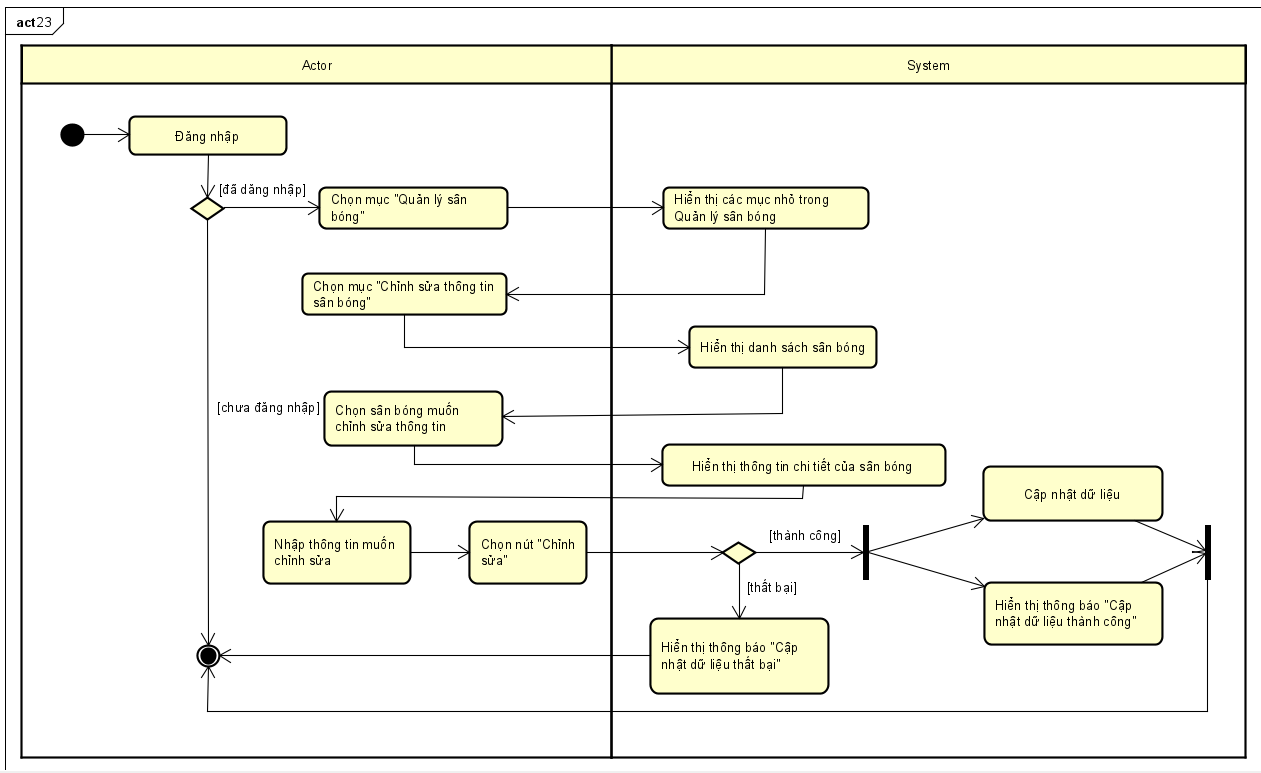 act23
Actor
System
Đăng nhập
[đã dăng nhập]
Chọn mục "Quản lý sân
bóng"
Hiển thị các mục nhỏ trong
Quản lý sân bóng
Chọn mục "Chỉnh sửa thông tin
sân bóng"
Hiển thị danh sách sân bóng
[chưa đăng nhập]
Chọn sân bóng muốn
chỉnh sửa thông tin
Hiển thị thông tin chi tiết của sân bóng
Nhập thông tin muốn
chỉnh sửa
Chọn nút "Chỉnh
sửa"
[thành công]
[thất bại]
Cập nhật dữ liệu
Hiển thị thông báo "Cập
nhật dữ liệu thành công"
Hiển thị thông báo "Cập
nhật dữ liệu thất bại"